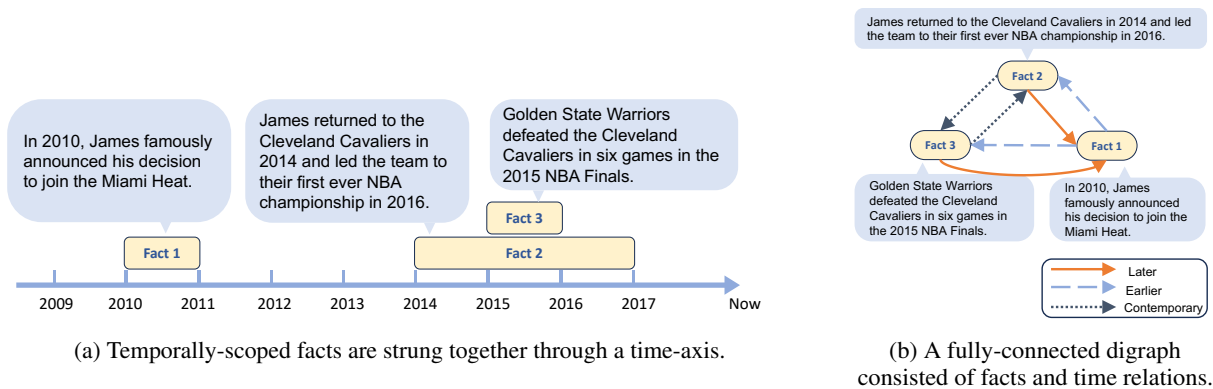 In 2010, James famously
announced his decision
to join the Miami Heat.
James returned to the
Cleveland Cavaliers in
2014 and led the team to
their first ever NBA
championship in 2016.
Golden State Warriors
defeated the Cleveland
Cavaliers in six games in the
2015 NBA Finals.
Fact 3
Fact 1
Fact 2
2009 2010 2011 2012 2013 2014 2015 2016 2017 Now
(a) Temporally-scoped facts are strung together through a time-axis.
James returned to the Cleveland Cavaliers in 2014 and led
the team to their first ever NBA championship in 2016.
Fact 2
Fact 3
Fact 1
Golden State Warriors
defeated the Cleveland
Cavaliers in six games in
the 2015 NBA Finals.
In 2010, James
famously announced
his decision to join the
Miami Heat.
Later
Earlier
Contemporary
(b) A fully-connected digraph
consisted of facts and time relations.